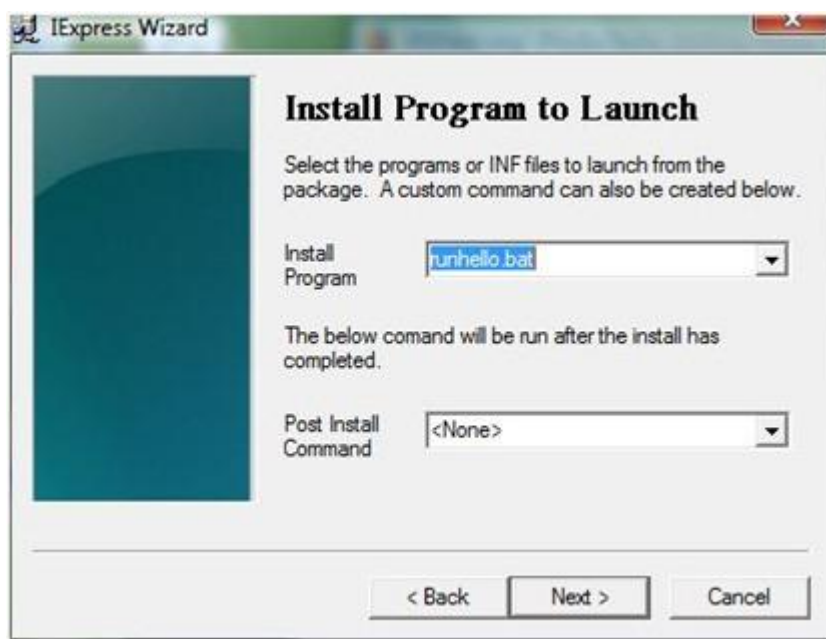 IExpress Wizard
Install Program to Launch
Select the programs or INF files to launch from the
package. A custom command can also be created below.
Install
Program
runhello.bat
The below comand will be run after the install has
completed.
Post Install
Command
<None>
< Back
Next >
Cancel